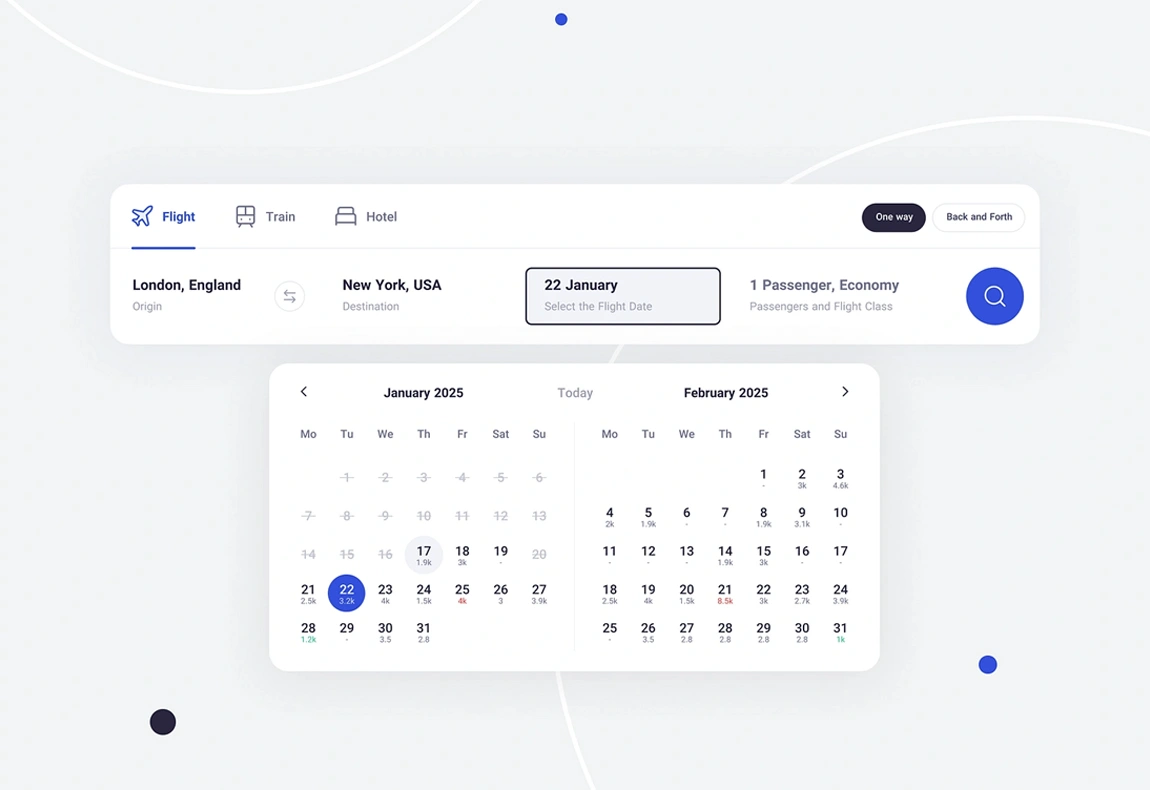 Flight Train Hotel One way Back and Forth
London, England New York, USA 22 January 1 Passenger, Economy
Origin Destination Select the Flight Date Passengers and Flight Class
January 2025 Today February 2025
Mo Tu We Th Fr Sat Su Mo Tu We Th Fr Sat Su
1 2 3 4 5 6 1 2 3
- 3k 4.6k
7 8 9 10 11 12 13 4 5 6 7 8 9 10
2k 1.9k - - 1.9k 3.1k -
14 15 16 17 18 19 20 11 12 13 14 15 16 17
1.9k 3k - - - - 1.9k 3k - -
21 22 23 24 25 26 27 18 19 20 21 22 23 24
2.5k 3.2k 4k 1.5k 4k 3 3.9k 2.5k 4k 1.5k 8.5k 3k 2.7k 3.9k
28 29 30 31 25 26 27 28 29 30 31
1.2k - 3.5 2.8 - 3.5 2.8 2.8 2.8 2.8 1k